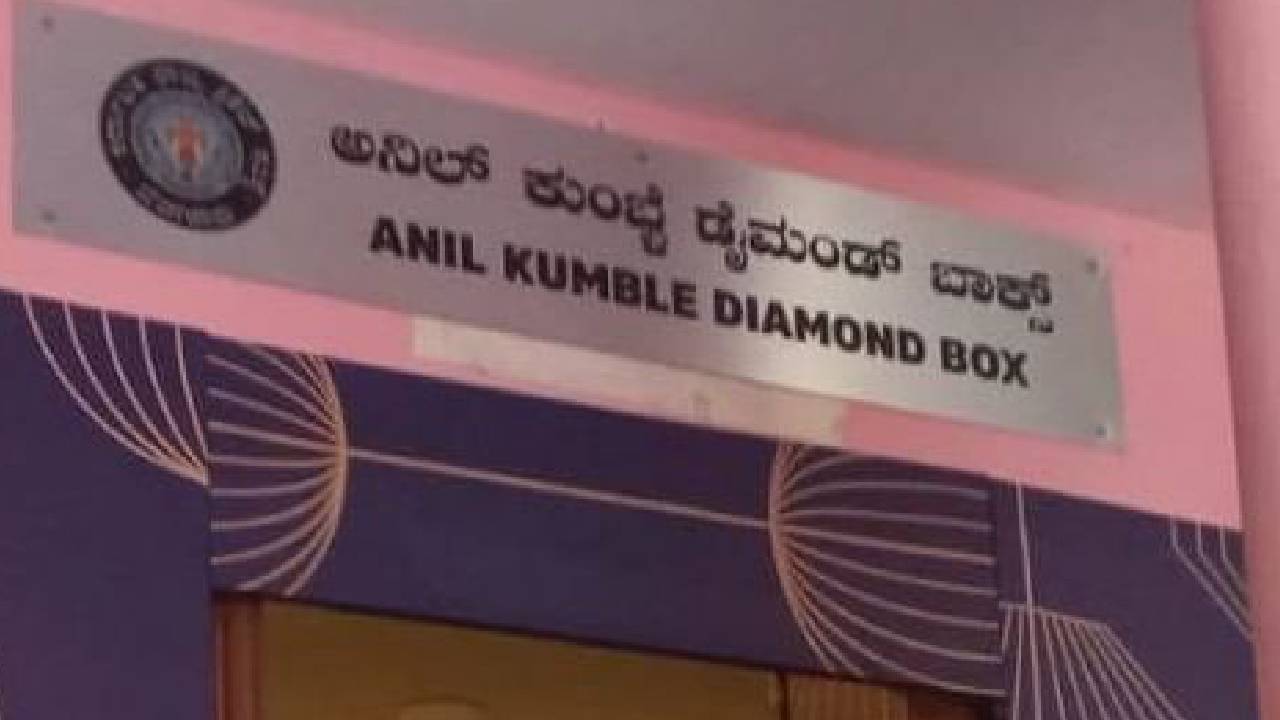 ಅನಿಲ್ ಕುಂಬ್ಳೆ ಡೈಮಂಡ್ ಬಾಕ್ಸ್
ANIL KUMBLE DIAMOND BOX